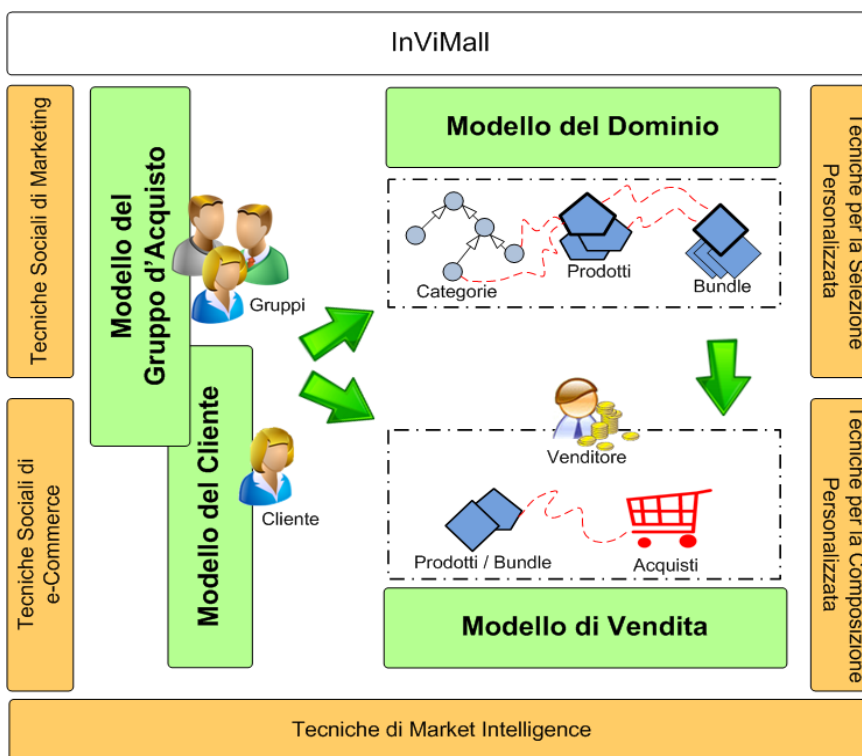 InViMall
Tecniche Sociali di Marketing
Modello del
Gruppo d'Acquisto
Gruppi
Modello del Dominio
Categorie
Prodotti
Bundle
Tecniche per la Selezione
Personalizzata
Tecniche Sociali di
e-Commerce
Modello del Cliente
Cliente
Venditore
Prodotti / Bundle
Acquisti
Modello di Vendita
Tecniche per la Composizione
Personalizzata
Tecniche di Market Intelligence